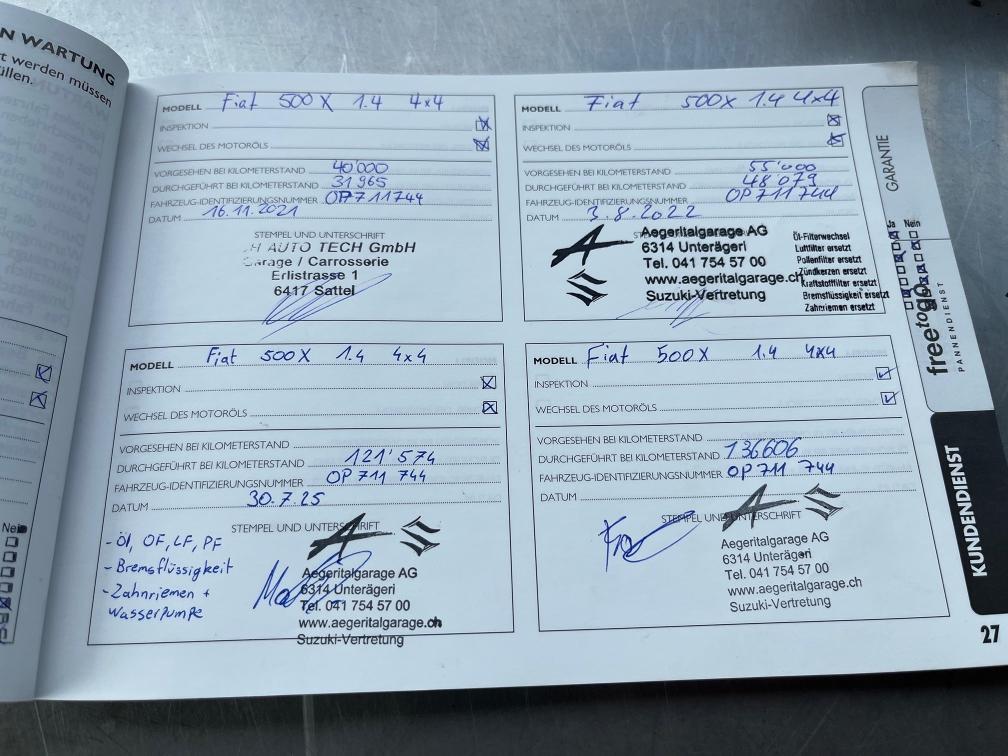 N WARTUNG
t werden müssen
üllen.
Nein
MODELL Fiat 500X 1.4 4x4
INSPEKTION
WECHSEL DES MOTORÖLS
VORGESEHEN BEI KILOMETERSTAND 40'000
DURCHGEFÜHRT BEI KILOMETERSTAND 31965
FAHRZEUG-IDENTIFIZIERUNGSNUMMER OP711744
DATUM 16.11.2021
STEMPEL UND UNTERSCHRIFT
H AUTO TECH GmbH
Garage / Carrosserie
Erlistrasse 1
6417 Sattel
MODELL Fiat 500X 1.4 4x4
INSPEKTION
WECHSEL DES MOTORÖLS
VORGESEHEN BEI KILOMETERSTAND 55'000
DURCHGEFÜHRT BEI KILOMETERSTAND 48'079
FAHRZEUG-IDENTIFIZIERUNGSNUMMER OP711744
DATUM 3.8.2022
Aegeritalgarage AG
6314 Unterägeri
Tel. 041 754 57 00
www.aegeritalgarage.ch
Suzuki-Vertretung
Ja Nein
Öl-Filterwechsel
Luftfilter ersetzt
Pollenfilter ersetzt
Zündkerzen ersetzt
Kraftstofffilter ersetzt
Bremsflüssigkeit ersetzt
Zahnriemen ersetzt
MODELL Fiat 500X 1.4 4x4
INSPEKTION
WECHSEL DES MOTORÖLS
VORGESEHEN BEI KILOMETERSTAND
DURCHGEFÜHRT BEI KILOMETERSTAND 121'574
FAHRZEUG-IDENTIFIZIERUNGSNUMMER OP 711 744
DATUM 30.7.25
STEMPEL UND UNTERSCHRIFT
- Öl, OF, LF, PF
- Bremsflüssigkeit
- Zahnriemen +
Wasserpumpe
Aegeritalgarage AG
6314 Unterägeri
Tel. 041 754 57 00
www.aegeritalgarage.ch
Suzuki-Vertretung
MODELL Fiat 500X 1.4 4x4
INSPEKTION
WECHSEL DES MOTORÖLS
VORGESEHEN BEI KILOMETERSTAND
DURCHGEFÜHRT BEI KILOMETERSTAND 136606
FAHRZEUG-IDENTIFIZIERUNGSNUMMER OP 711 744
DATUM
STEMPEL UND UNTERSCHRIFT
Aegeritalgarage AG
6314 Unterägeri
Tel. 041 754 57 00
www.aegeritalgarage.ch
Suzuki-Vertretung
GARANTIE
freetogo
PANNENDIENST
KUNDENDIENST
27